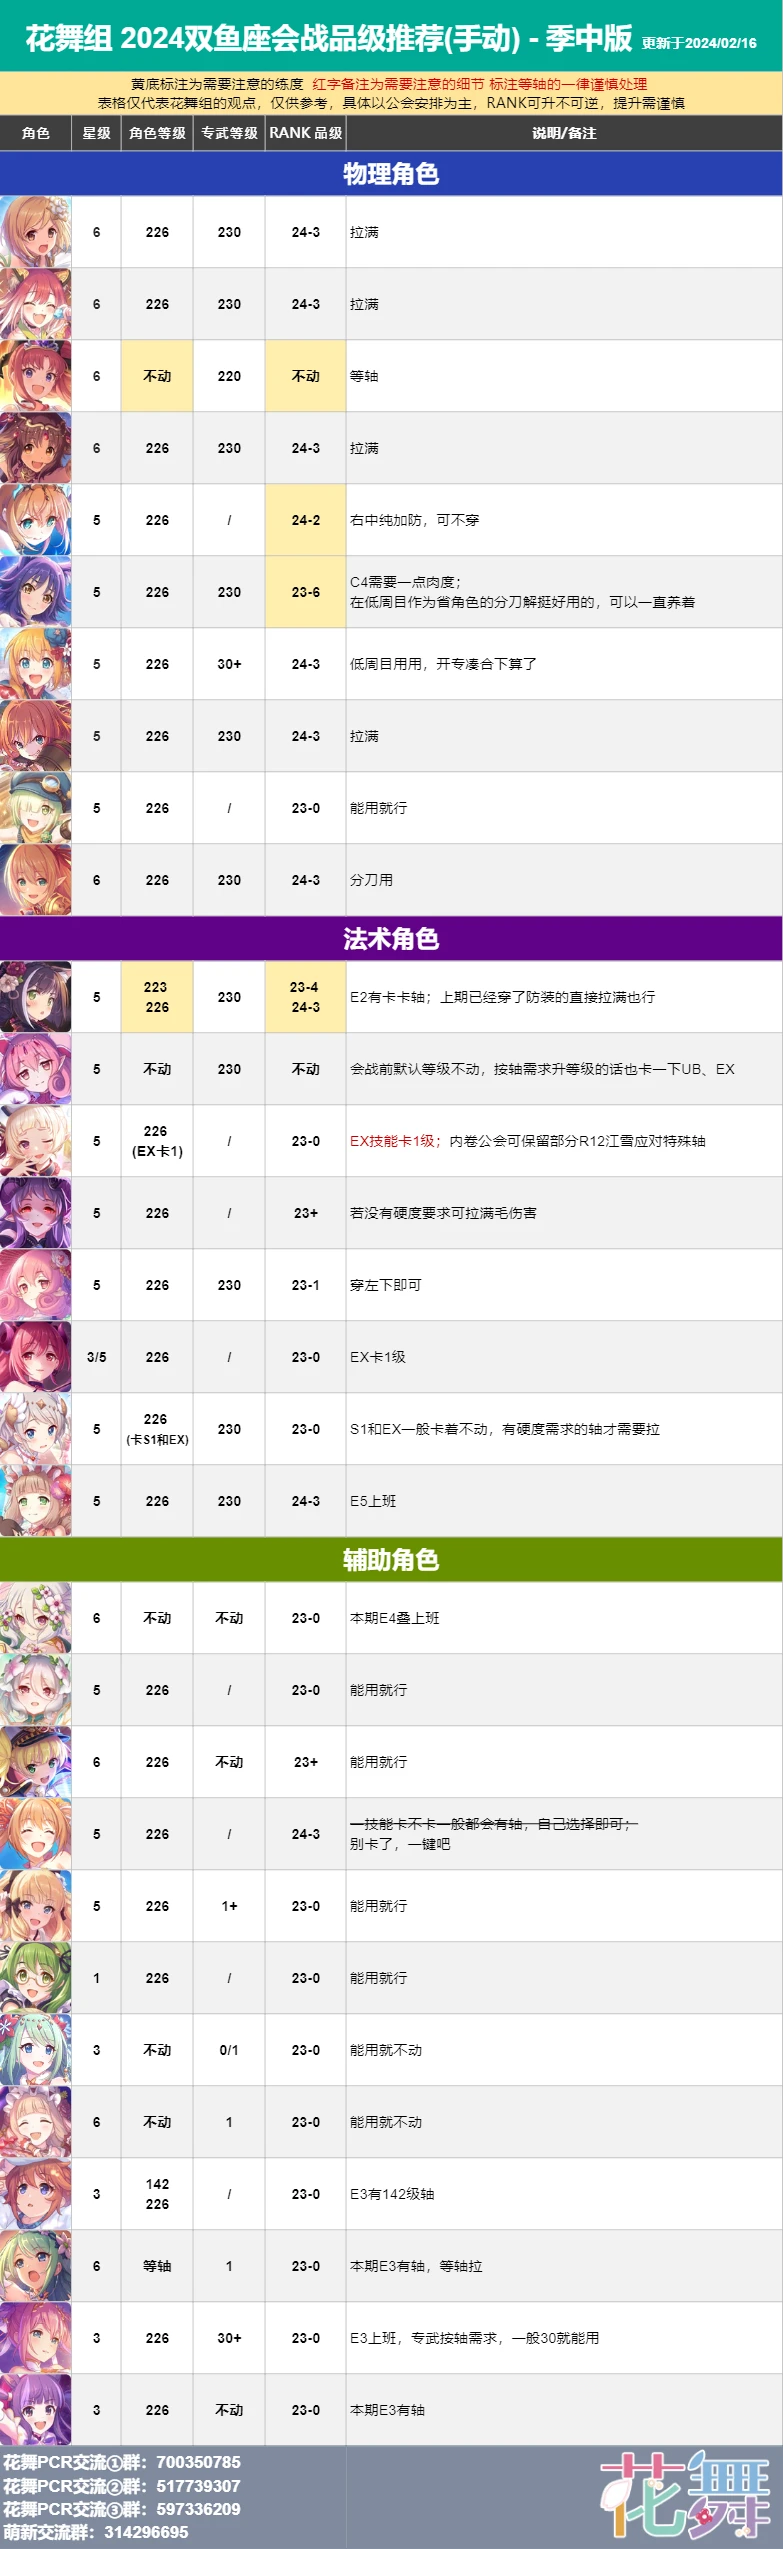 花舞组 2024双鱼座会战品级推荐(手动) - 季中版 更新于2024/02/16
黄底标注为需要注意的练度 红字备注为需要注意的细节 标注等轴的一律谨慎处理
表格仅代表花舞组的观点，仅供参考，具体以公会安排为主，RANK可升不可逆，提升需谨慎
角色 星级 角色等级 专武等级 RANK 品级 说明/备注
物理角色
6 226 230 24-3 拉满
6 226 230 24-3 拉满
6 不动 220 不动 等轴
6 226 230 24-3 拉满
5 226 / 24-2 右中纯加防，可不穿
5 226 230 23-6 C4需要一点肉度；
在低周目作为省角色的分刀解挺好用的，可以一直养着
5 226 30+ 24-3 低周目用用，开专凑合下算了
5 226 230 24-3 拉满
5 226 / 23-0 能用就行
6 226 230 24-3 分刀用
法术角色
5 223 230 23-4 E2有卡卡轴；上期已经穿了防装的直接拉满也行
226 24-3
5 不动 230 不动 会战前默认等级不动，按轴需求升等级的话也卡一下UB、EX
5 226 / 23-0 EX技能卡1级；内卷公会可保留部分R12江雪应对特殊轴
(EX卡1)
5 226 / 23+ 若没有硬度要求可拉满毛伤害
5 226 230 23-1 穿左下即可
3/5 226 / 23-0 EX卡1级
5 226 230 23-0 S1和EX一般卡着不动，有硬度需求的轴才需要拉
(卡S1和EX)
5 226 230 24-3 E5上班
辅助角色
6 不动 不动 23-0 本期E4叠上班
5 226 / 23-0 能用就行
6 226 不动 23+ 能用就行
5 226 / 24-3 一技能卡不卡一般都会有轴，自己选择即可；
别卡了，一键吧
5 226 1+ 23-0 能用就行
1 226 / 23-0 能用就行
3 不动 0/1 23-0 能用就不动
6 不动 1 23-0 能用就不动
3 142 / 23-0 E3有142级轴
226
6 等轴 1 23-0 本期E3有轴，等轴拉
3 226 30+ 23-0 E3上班，专武按轴需求，一般30就能用
3 226 不动 23-0 本期E3有轴
花舞PCR交流①群：700350785
花舞PCR交流②群：517739307
花舞PCR交流③群：597336209
萌新交流群：314296695
花舞